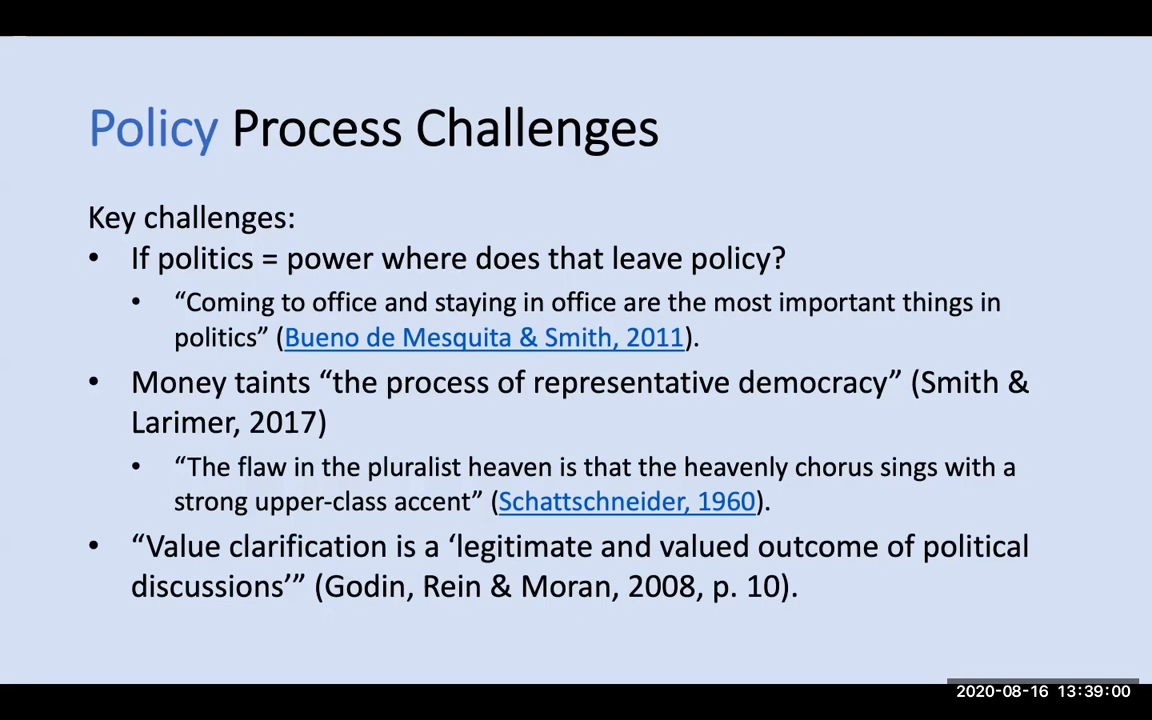 Policy Process Challenges
Key challenges:
• If politics = power where does that leave policy?
• “Coming to office and staying in office are the most important things in
politics” (Bueno de Mesquita & Smith, 2011).
• Money taints “the process of representative democracy” (Smith &
Larimer, 2017)
• “The flaw in the pluralist heaven is that the heavenly chorus sings with a
strong upper-class accent” (Schattschneider, 1960).
• “Value clarification is a ‘legitimate and valued outcome of political
discussions’” (Godin, Rein & Moran, 2008, p. 10).
2020-08-16 13:39:00